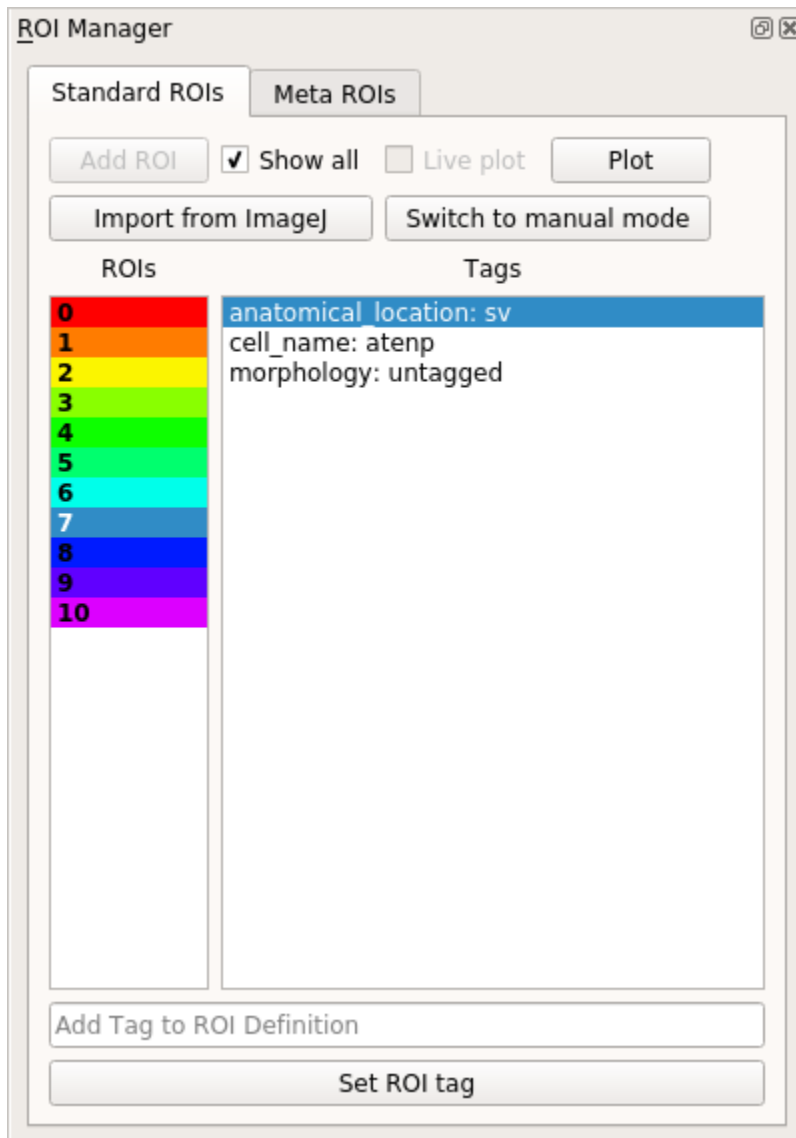 ROI Manager
Standard ROIs Meta ROIs
Add ROI Show all Live plot Plot
Import from ImageJ Switch to manual mode
ROIs Tags
0 anatomical_location: sv
1 cell_name: atenp
2 morphology: untagged
3
4
5
6
7
8
9
10
Add Tag to ROI Definition
Set ROI tag